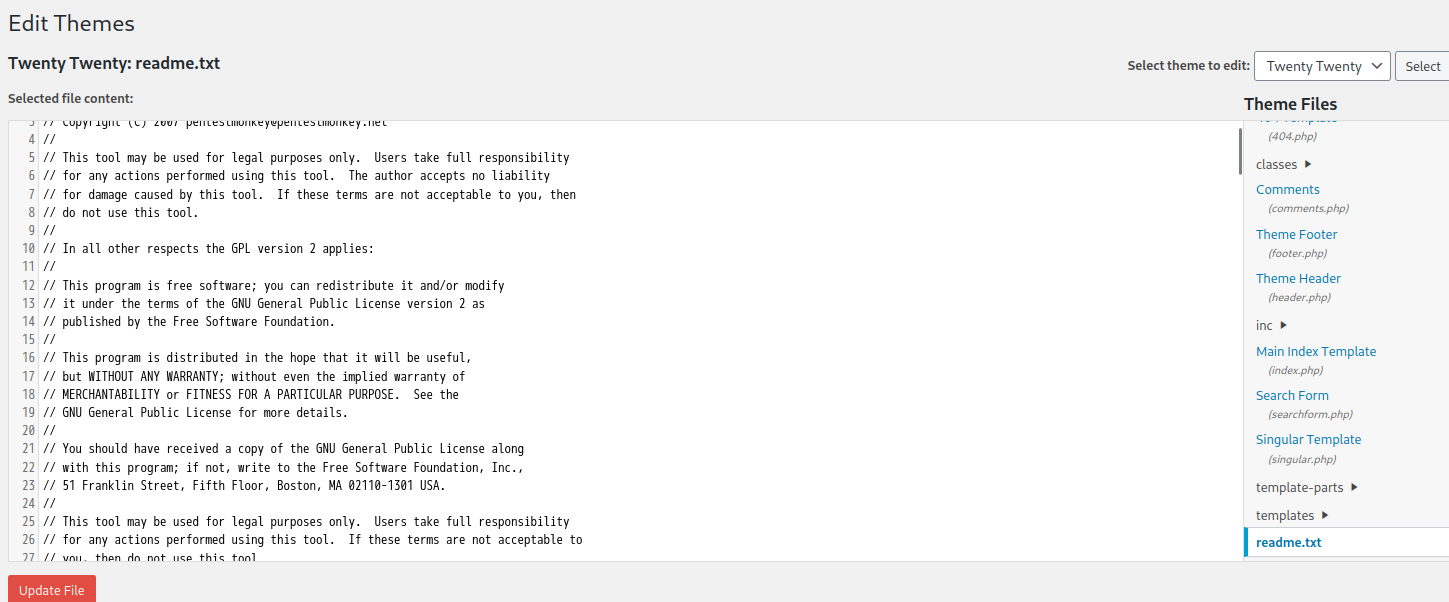 Edit Themes
Twenty Twenty: readme.txt
Select theme to edit: Twenty Twenty Select
Selected file content:
3 // Copyright (C) 2007 pentestmonkey@pentestmonkey.net
4 //
5 // This tool may be used for legal purposes only.  Users take full responsibility
6 // for any actions performed using this tool.  The author accepts no liability
7 // for damage caused by this tool.  If these terms are not acceptable to you, then
8 // do not use this tool.
9 //
10 // In all other respects the GPL version 2 applies:
11 //
12 // This program is free software; you can redistribute it and/or modify
13 // it under the terms of the GNU General Public License version 2 as
14 // published by the Free Software Foundation.
15 //
16 // This program is distributed in the hope that it will be useful,
17 // but WITHOUT ANY WARRANTY; without even the implied warranty of
18 // MERCHANTABILITY or FITNESS FOR A PARTICULAR PURPOSE.  See the
19 // GNU General Public License for more details.
20 //
21 // You should have received a copy of the GNU General Public License along
22 // with this program; if not, write to the Free Software Foundation, Inc.,
23 // 51 Franklin Street, Fifth Floor, Boston, MA 02110-1301 USA.
24 //
25 // This tool may be used for legal purposes only.  Users take full responsibility
26 // for any actions performed using this tool.  If these terms are not acceptable to
27 // you, then do not use this tool
Theme Files
404 Template
(404.php)
classes
Comments
(comments.php)
Theme Footer
(footer.php)
Theme Header
(header.php)
inc
Main Index Template
(index.php)
Search Form
(searchform.php)
Singular Template
(singular.php)
template-parts
templates
readme.txt
Update File